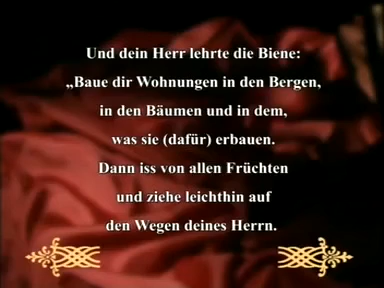 Und dein Herr lehrte die Biene:
„Baue dir Wohnungen in den Bergen,
in den Bäumen und in dem,
was sie (dafür) erbauen.
Dann iss von allen Früchten
und ziehe leichthin auf
den Wegen deines Herrn.